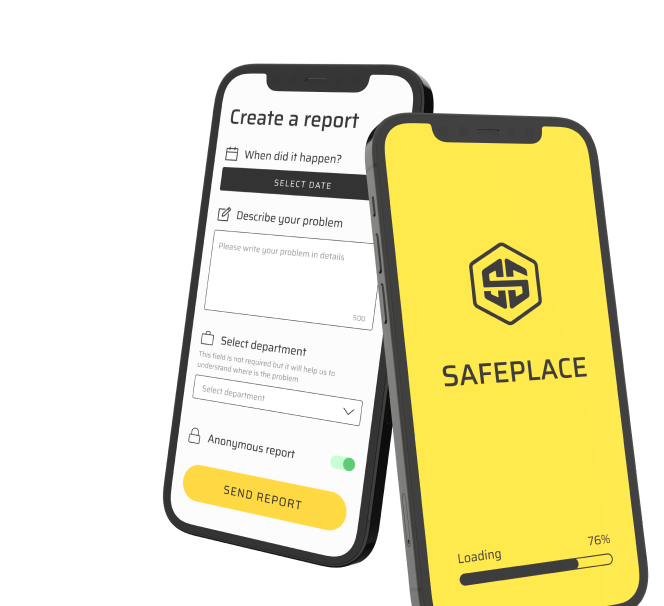 Create a report
When did it happen?
SELECT DATE
Describe your problem
Please write your problem in details
500
Select department
This field is not required but it will help us to
understand where is the problem
Select department
Anonymous report
SEND REPORT
SAFEPLACE
Loading
76%